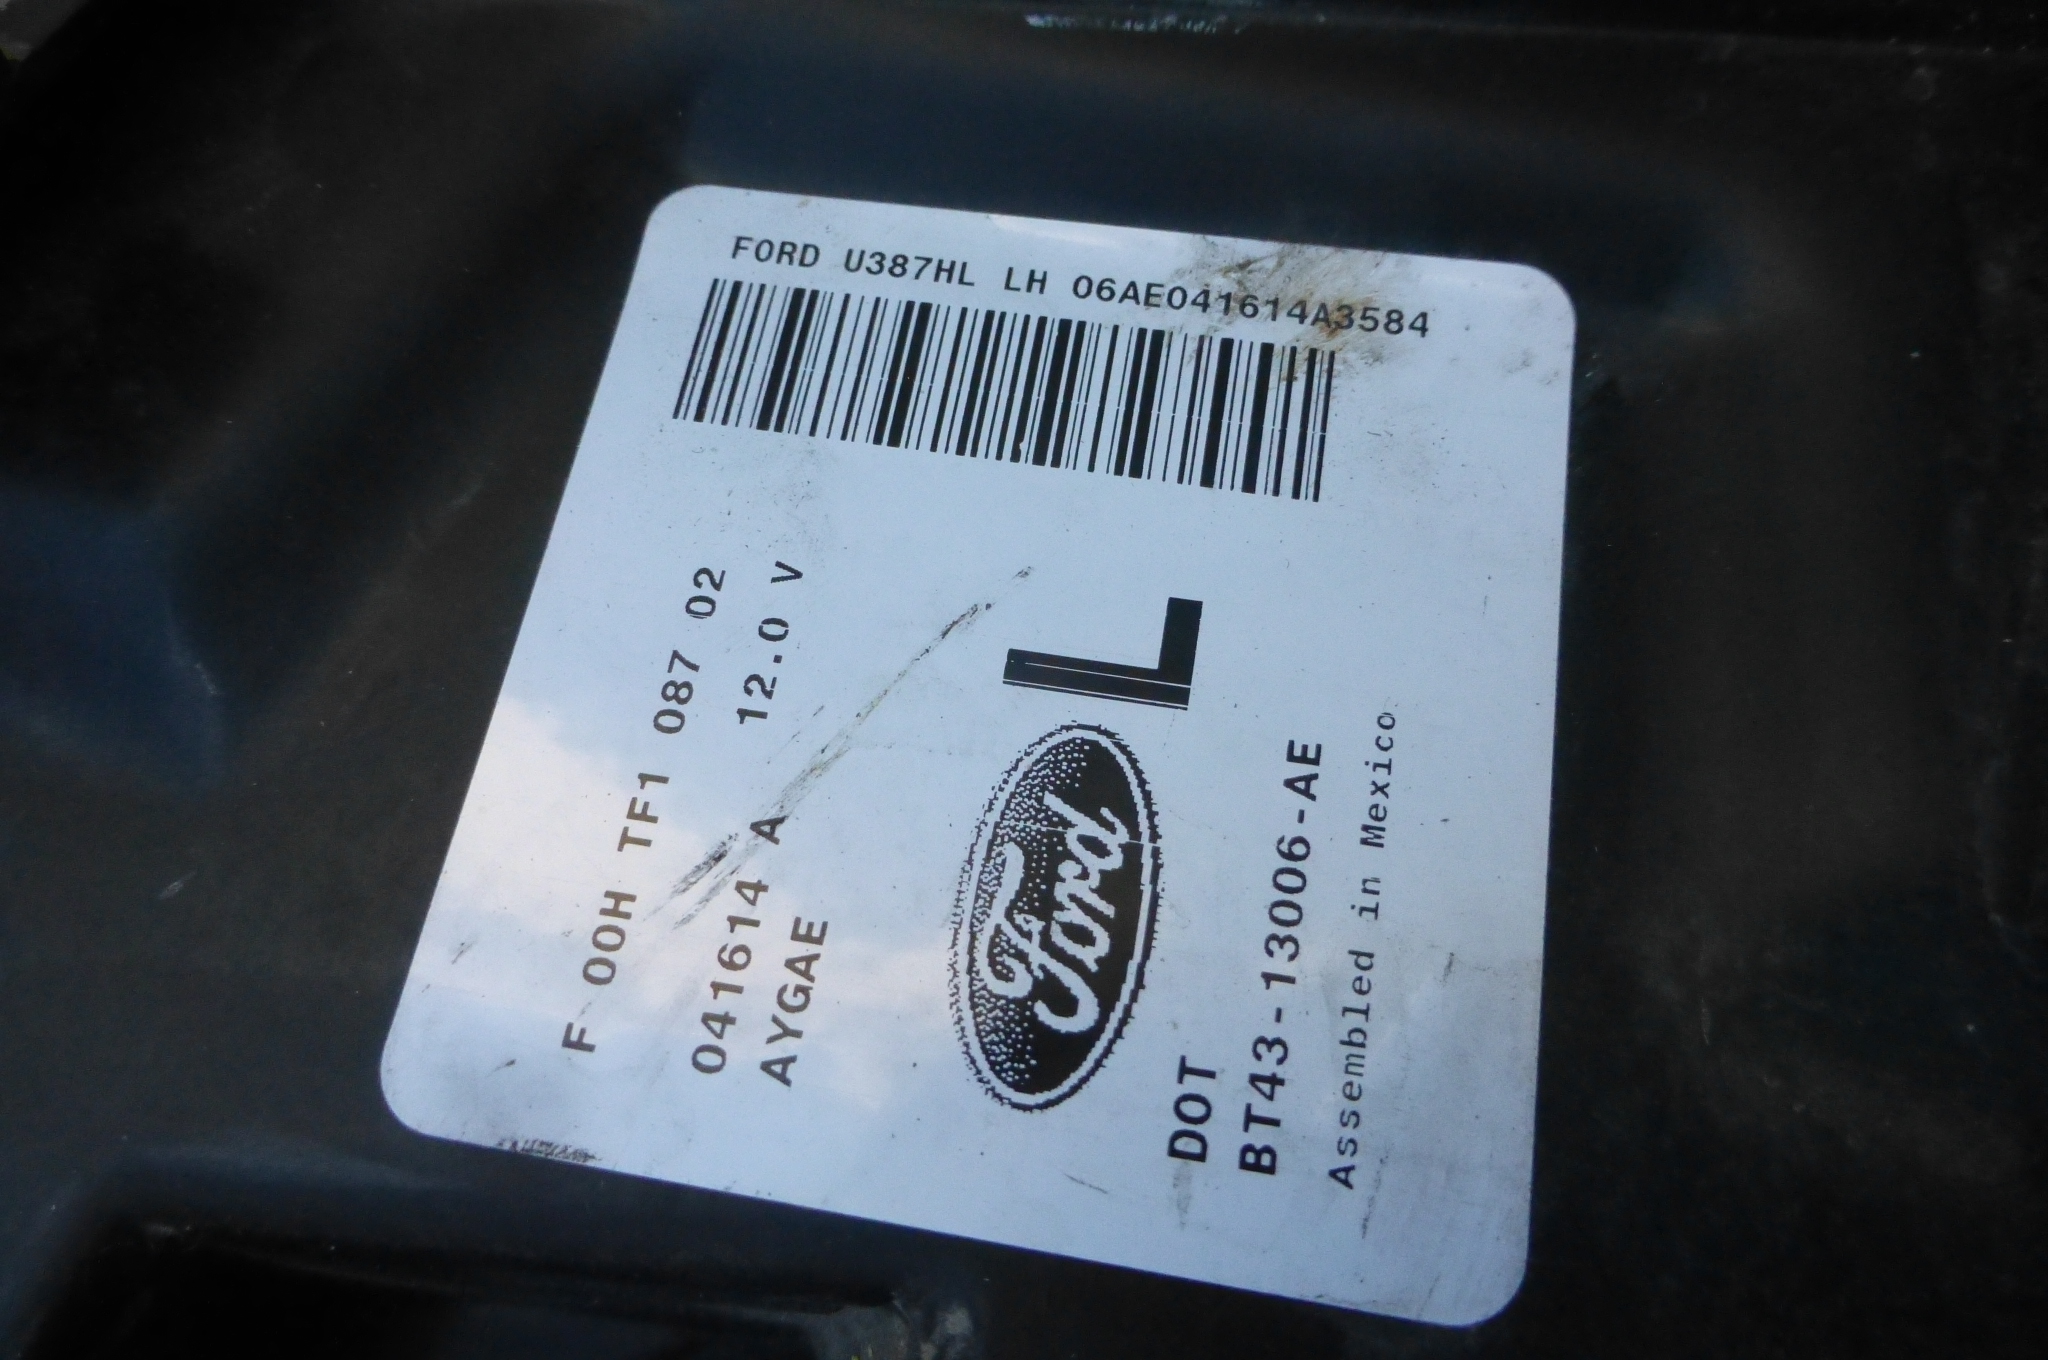 FORD U387HL LH 06AE041614A3584
F 00H TF1 087 02
041614 A 12.0 V
AYGAE
Ford L
DOT
BT43-13006-AE
Assembled in Mexico